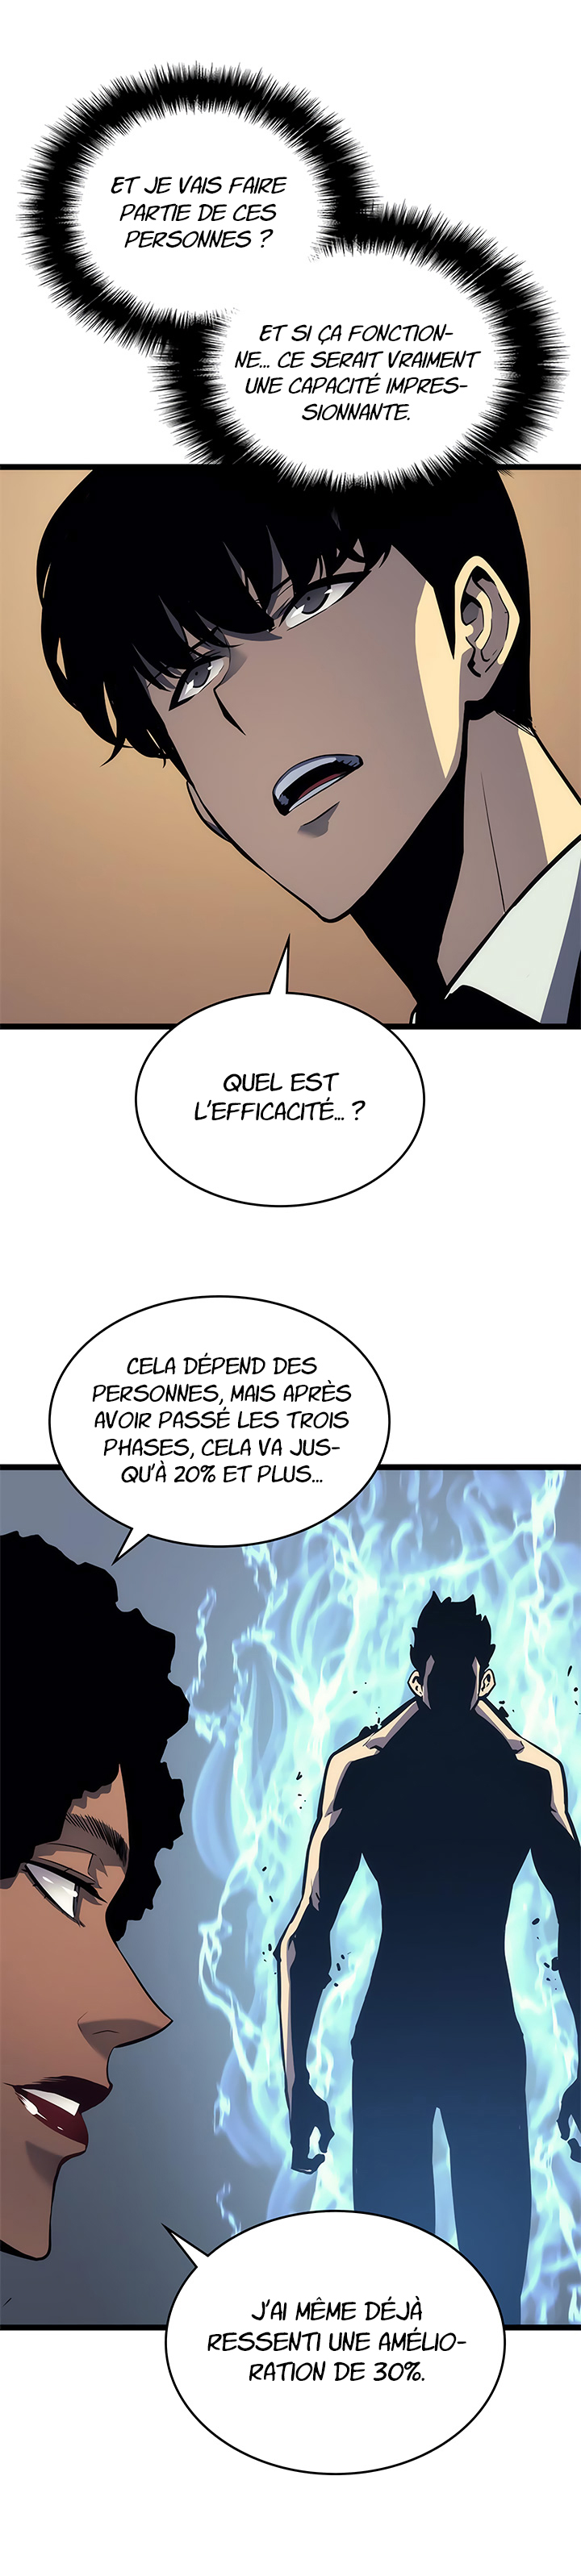 ET JE VAIS FAIRE
PARTIE DE CES
PERSONNES ?
ET SI ÇA FONCTION-
NE... CE SERAIT VRAIMENT
UNE CAPACITÉ IMPRES-
SIONNANTE.
QUEL EST
L'EFFICACITÉ... ?
CELA DÉPEND DES
PERSONNES, MAIS APRÈS
AVOIR PASSÉ LES TROIS
PHASES, CELA VA JUS-
QU'À 20% ET PLUS...
J'AI MÊME DÉJÀ
RESSENTI UNE AMÉLIO-
RATION DE 30%.